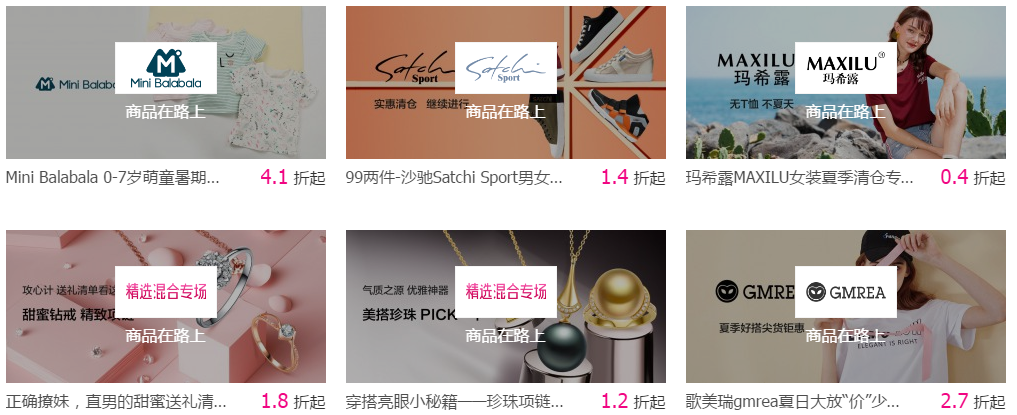 Mini Balabala
Mini Balabala
商品在路上
Mini Balabala 0-7岁萌童暑期... 4.1 折起
Satchi
Sport
Satchi
Sport
实惠清仓 继续进行
商品在路上
99两件-沙驰Satchi Sport男女... 1.4 折起
MAXILU
玛希露
MAXILU®
玛希露
无T恤 不夏天
商品在路上
玛希露MAXILU女装夏季清仓专... 0.4 折起
攻心计 送礼清单看这
甜蜜钻戒 精致项链
精选混合专场
商品在路上
正确撩妹，直男的甜蜜送礼清... 1.8 折起
气质之源 优雅神器
美搭珍珠 PICK
精选混合专场
商品在路上
穿搭亮眼小秘籍——珍珠项链... 1.2 折起
GMRE
GMREA
夏季好搭尖货钜惠
商品在路上
ELEGANT IS RIGHT
歌美瑞gmrea夏日大放“价”少... 2.7 折起